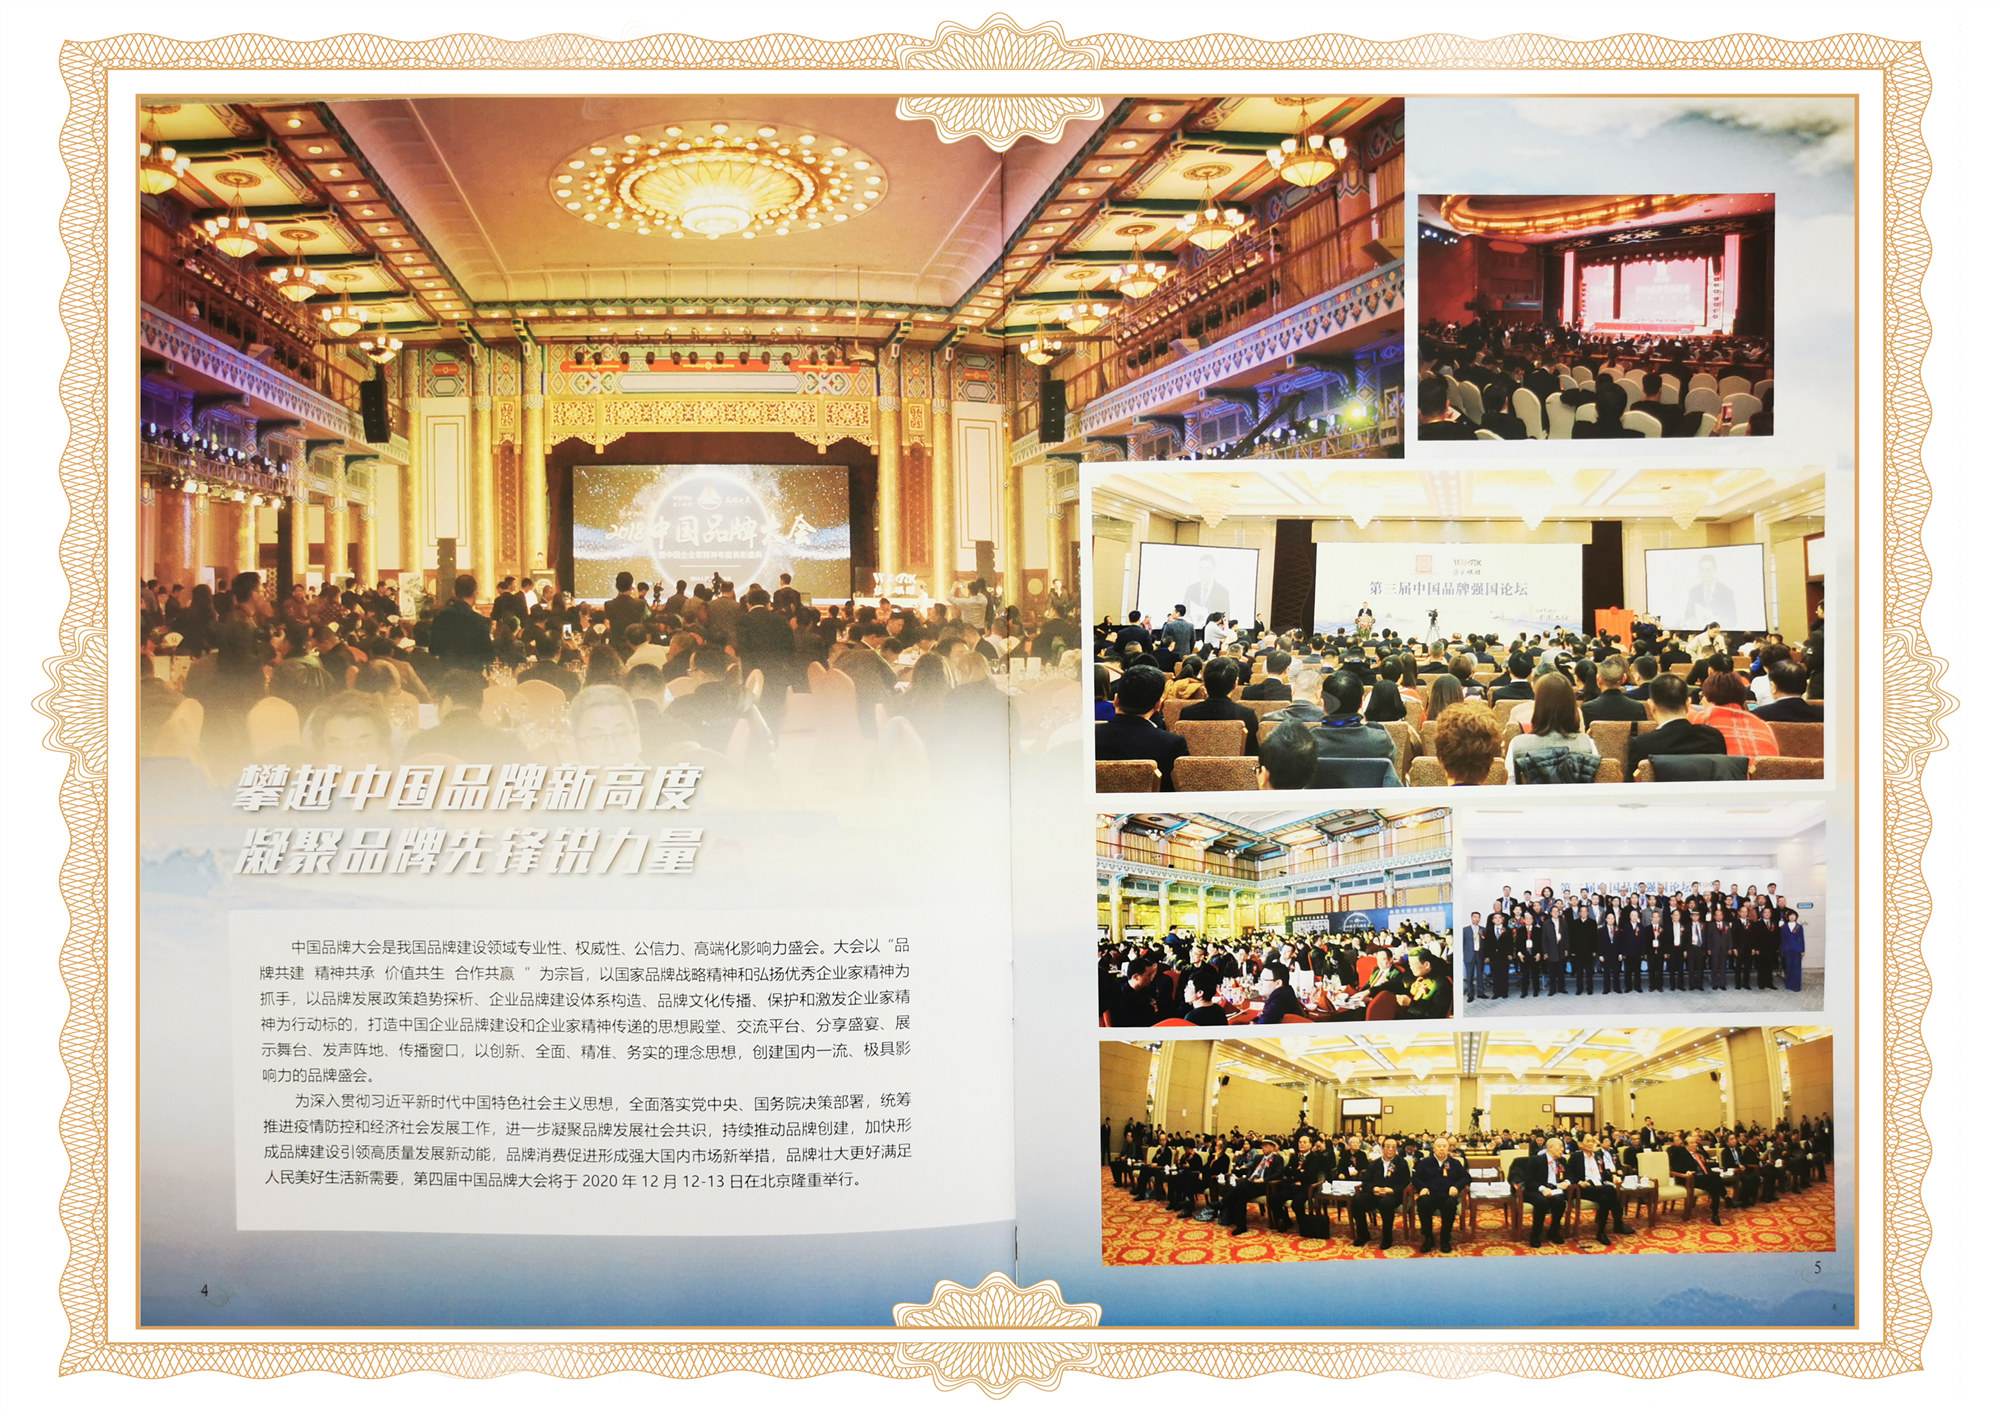 2018中国品牌大会
攀越中国品牌新高度
凝聚品牌先锋锐力量
中国品牌大会是我国品牌建设领域专业性、权威性、公信力、高端化影响力盛会。大会以“品
牌共建 精神共承 价值共生 合作共赢 “ 为宗旨，以国家品牌战略精神和弘扬优秀企业家精神为
抓手，以品牌发展政策趋势探析、企业品牌建设体系构造、品牌文化传播、保护和激发企业家精
神为行动标的，打造中国企业品牌建设和企业家精神传递的思想殿堂、交流平台、分享盛宴、展
示舞台、发声阵地、传播窗口，以创新、全面、精准、务实的理念思想，创建国内一流、极具影
响力的品牌盛会。
为深入贯彻习近平新时代中国特色社会主义思想，全面落实党中央、国务院决策部署，统筹
推进疫情防控和经济社会发展工作，进一步凝聚品牌发展社会共识，持续推动品牌创建，加快形
成品牌建设引领高质量发展新动能，品牌消费促进形成强大国内市场新举措，品牌壮大更好满足
人民美好生活新需要，第四届中国品牌大会将于 2020 年 12 月 12-13 日在北京隆重举行。
4
第三届中国品牌强国论坛
第三届中国品牌强国论坛
5